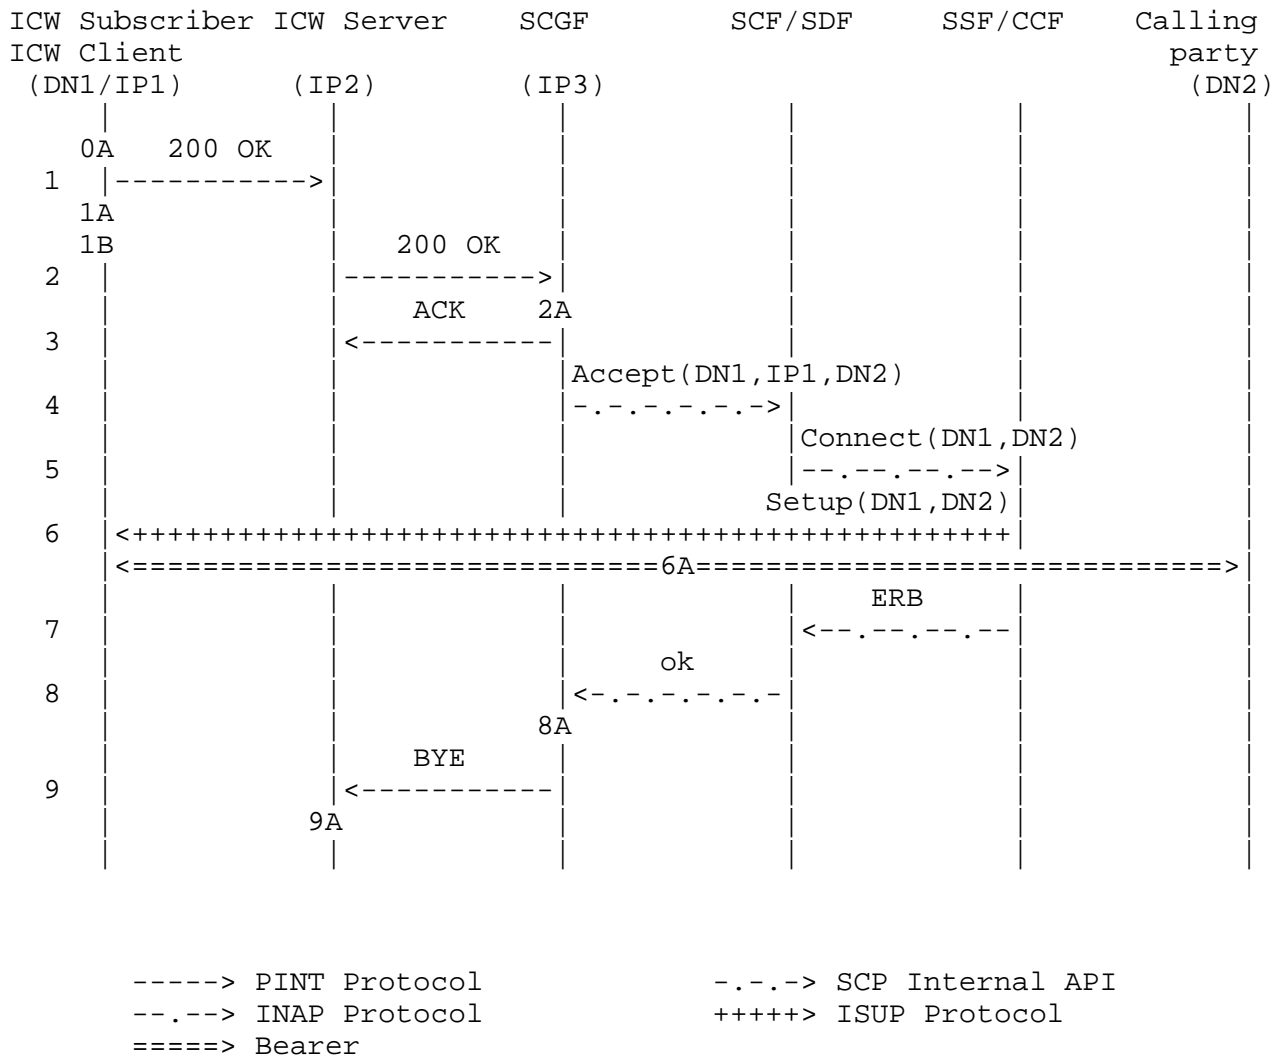 ICW Subscriber ICW Server    SCGF        SCF/SDF     SSF/CCF    Calling
ICW Client                                                        party
 (DN1/IP1)      (IP2)        (IP3)                                 (DN2)
     |            |            |            |            |            |
    0A   200 OK   |            |            |            |            |
  1  |----------->|            |            |            |            |
    1A            |            |            |            |            |
    1B            |   200 OK   |            |            |            |
  2  |            |----------->|            |            |            |
     |            |    ACK    2A            |            |            |
  3  |            |<-----------|            |            |            |
     |            |            |Accept(DN1,IP1,DN2)      |            |
  4  |            |            |-.-.-.-.-.->|            |            |
     |            |            |            |Connect(DN1,DN2)         |
  5  |            |            |            |--.--.--.-->|            |
     |            |            |          Setup(DN1,DN2) |            |
  6  |<++++++++++++++++++++++++++++++++++++++++++++++++++|            |
     |<==============================6A==============================>|
     |            |            |            |    ERB     |            |
  7  |            |            |            |<--.--.--.--|            |
     |            |            |     ok     |            |            |
  8  |            |            |<-.-.-.-.-.-|            |            |
     |            |           8A            |            |            |
     |            |    BYE     |            |            |            |
  9  |            |<-----------|            |            |            |
     |           9A            |            |            |            |
     |            |            |            |            |            |
-----> PINT Protocol             -.-.-> SCP Internal API
--.--> INAP Protocol             +++++> ISUP Protocol
=====> Bearer